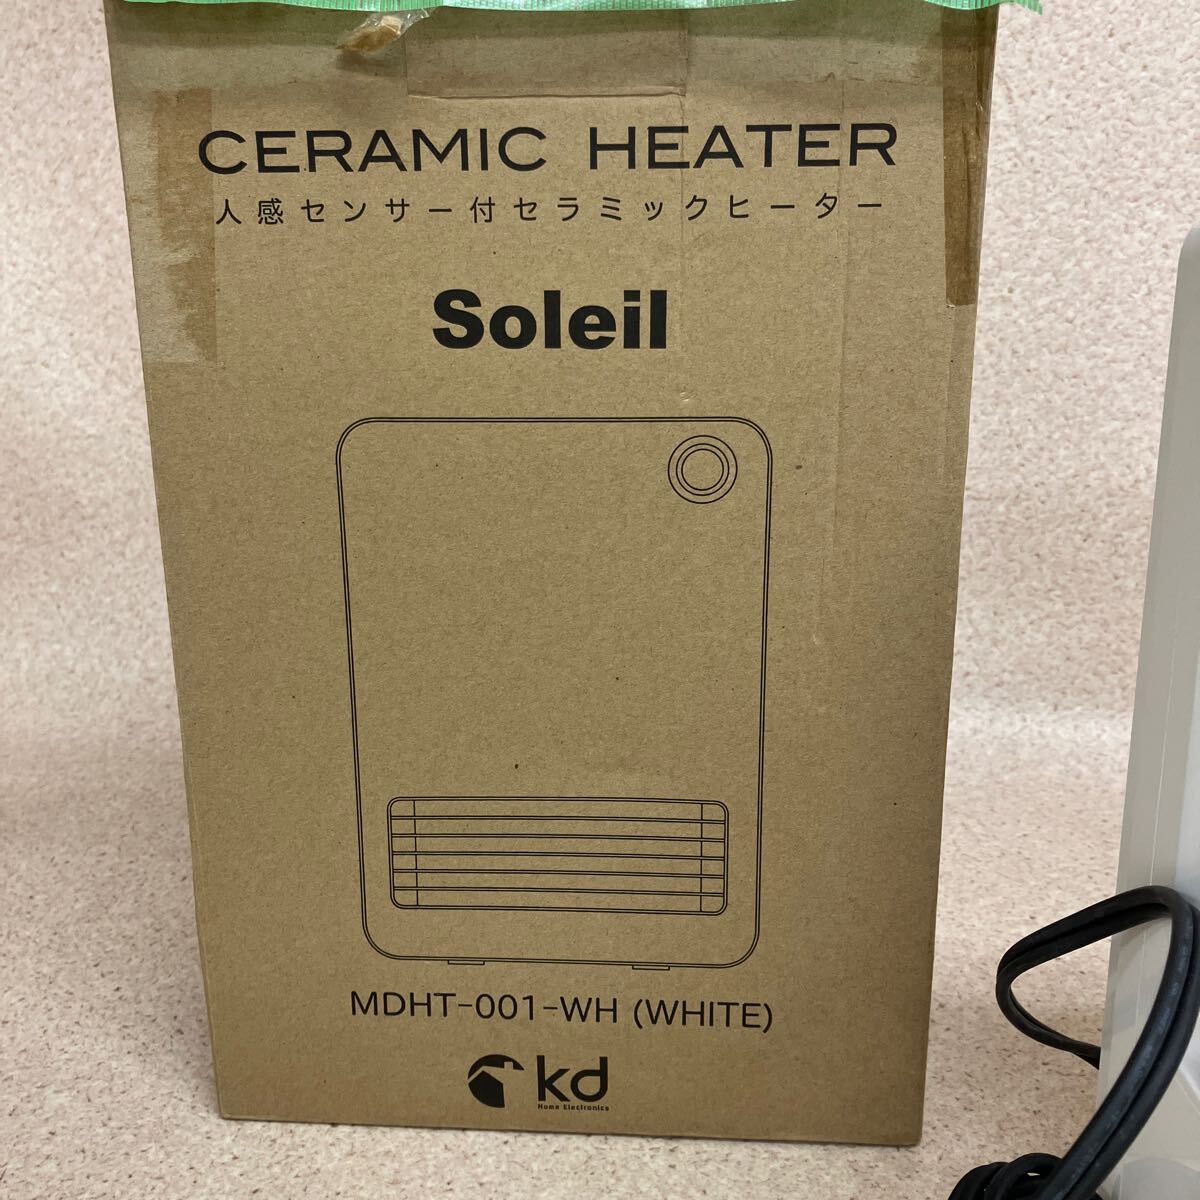 CERAMIC HEATER
人感センサー付セラミックヒーター
Soleil
MDHT-001-WH (WHITE)
kd
Home Electronics